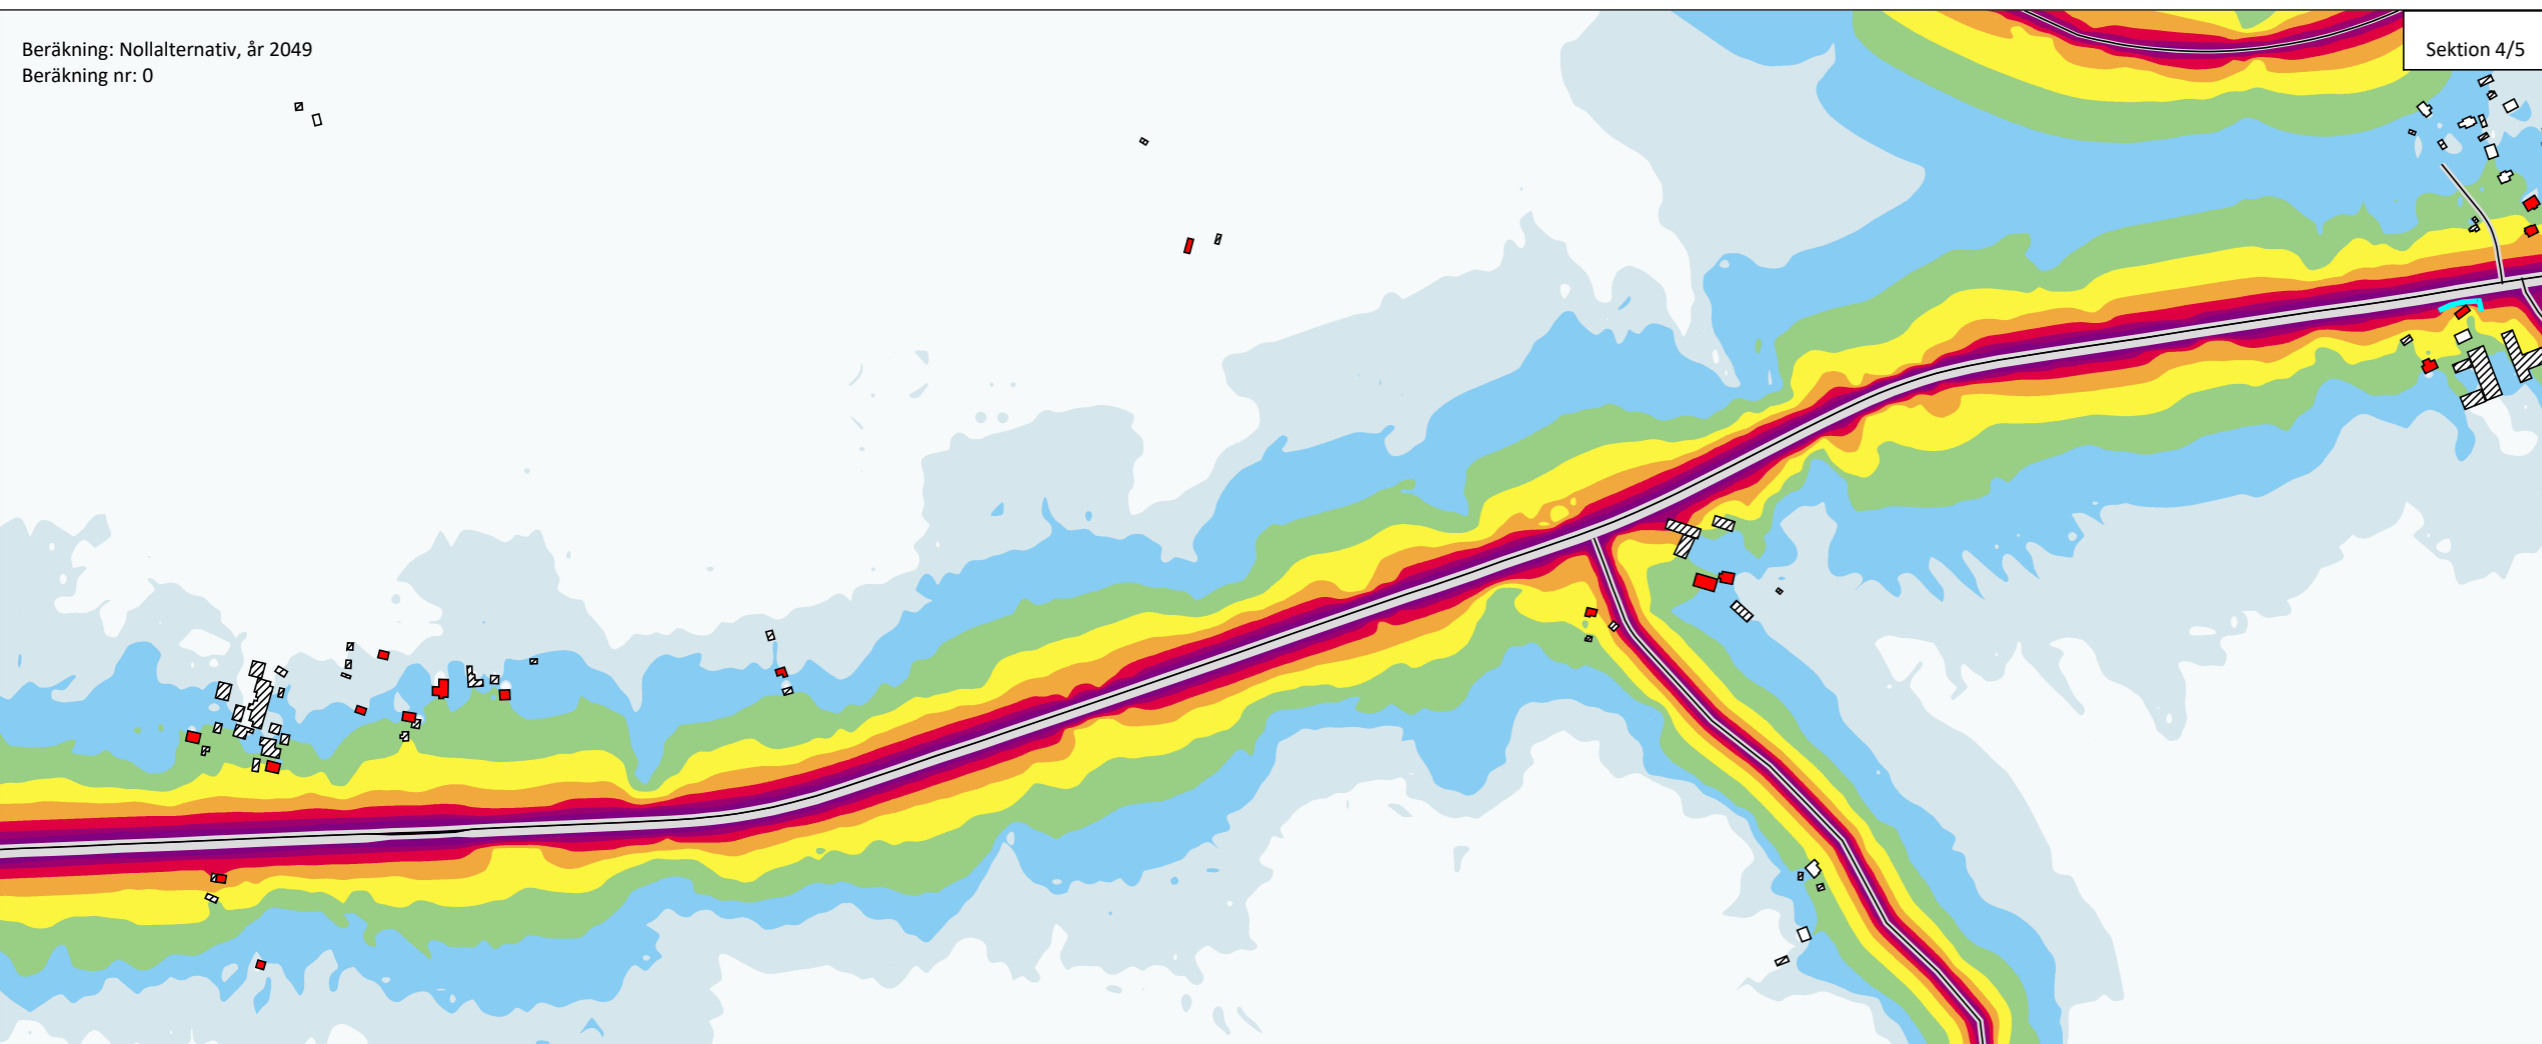 Beräkning: Nollalternativ, år 2049
Beräkning nr: 0
Sektion 4/5